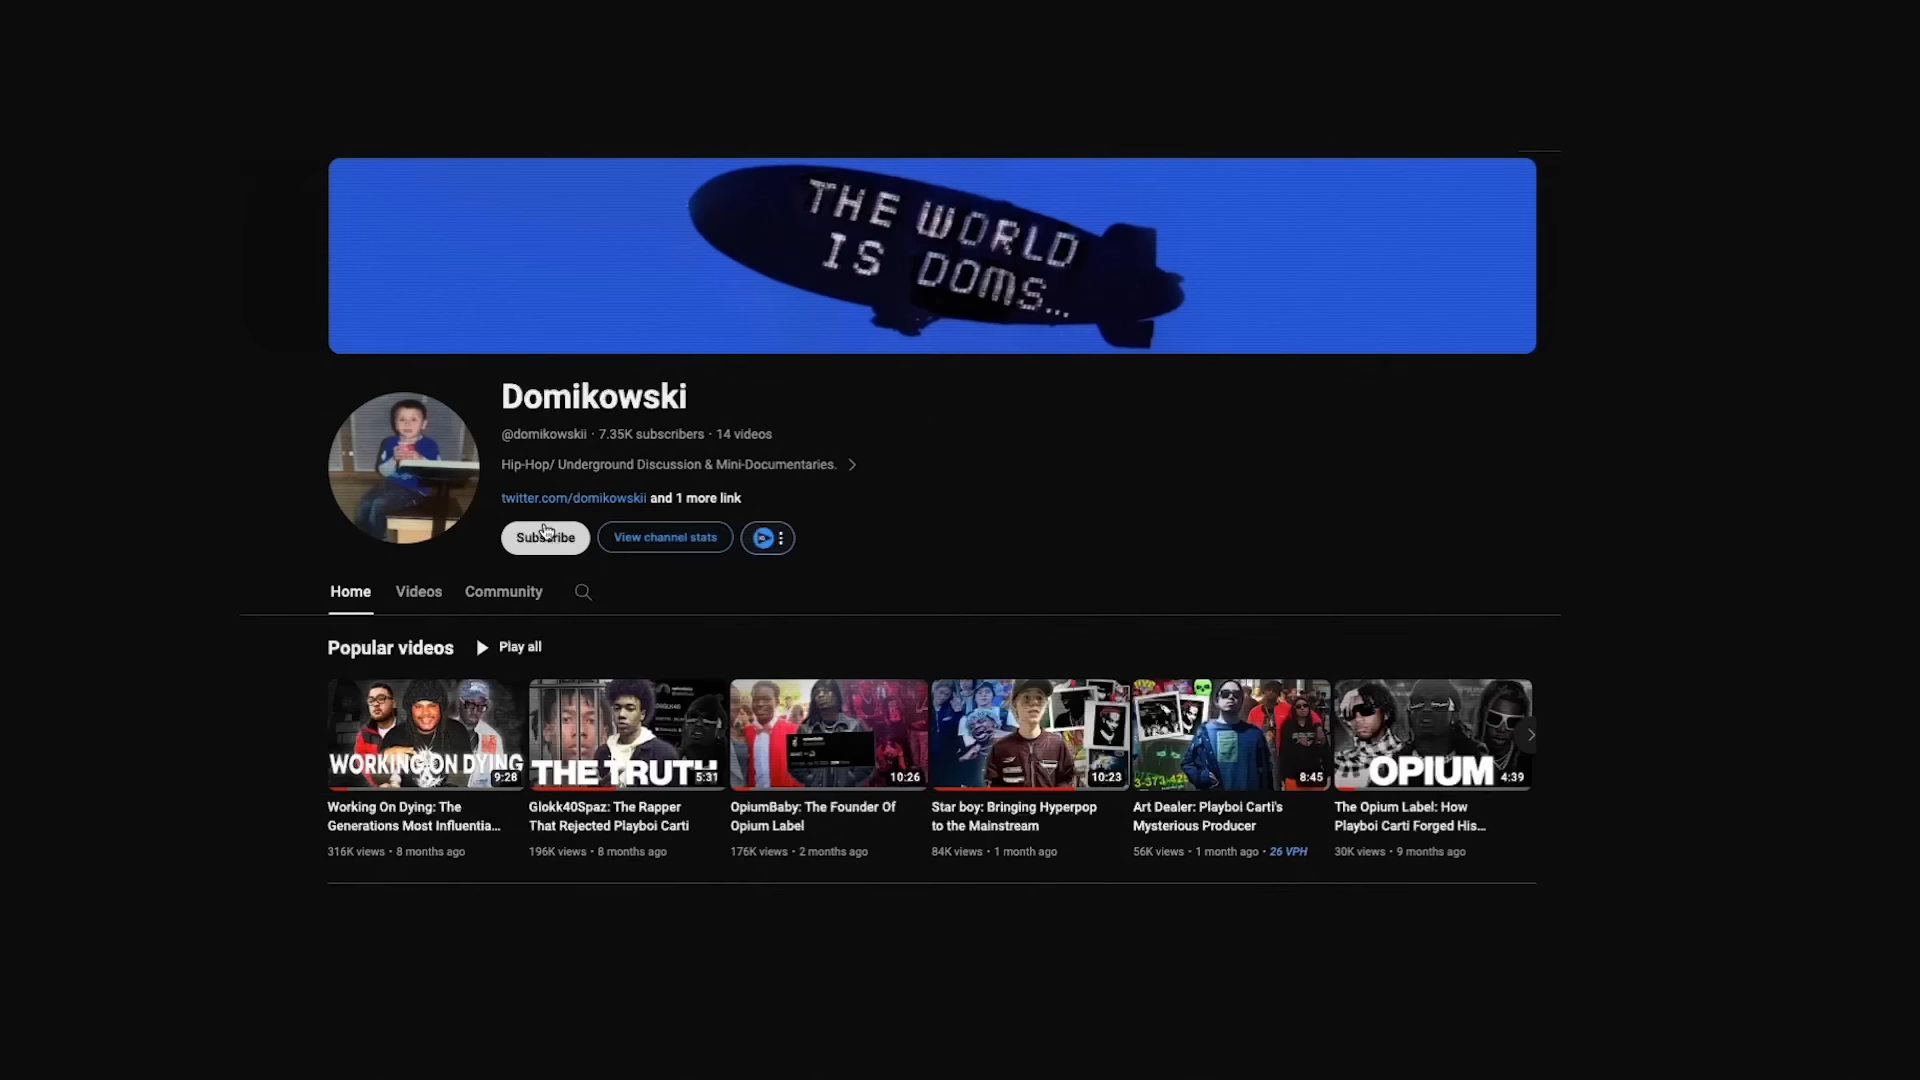 THE WORLD
IS DOMS...
Domikowski
@domikowskii · 7.35K subscribers · 14 videos
Hip-Hop/ Underground Discussion & Mini-Documentaries.
twitter.com/domikowskii and 1 more link
Subscribe
View channel stats
Home
Videos
Community
Popular videos
Play all
WORKING ON DYING
9:28
THE TRUTH
5:31
10:26
10:23
8:45
OPIUM
4:39
Working On Dying: The
Generations Most Influentia...
316K views • 8 months ago
Glokk40Spaz: The Rapper
That Rejected Playboi Carti
196K views • 8 months ago
OpiumBaby: The Founder Of
Opium Label
176K views • 2 months ago
Star boy: Bringing Hyperpop
to the Mainstream
84K views • 1 month ago
Art Dealer: Playboi Carti's
Mysterious Producer
56K views • 1 month ago • 26 VPH
The Opium Label: How
Playboi Carti Forged His...
30K views • 9 months ago